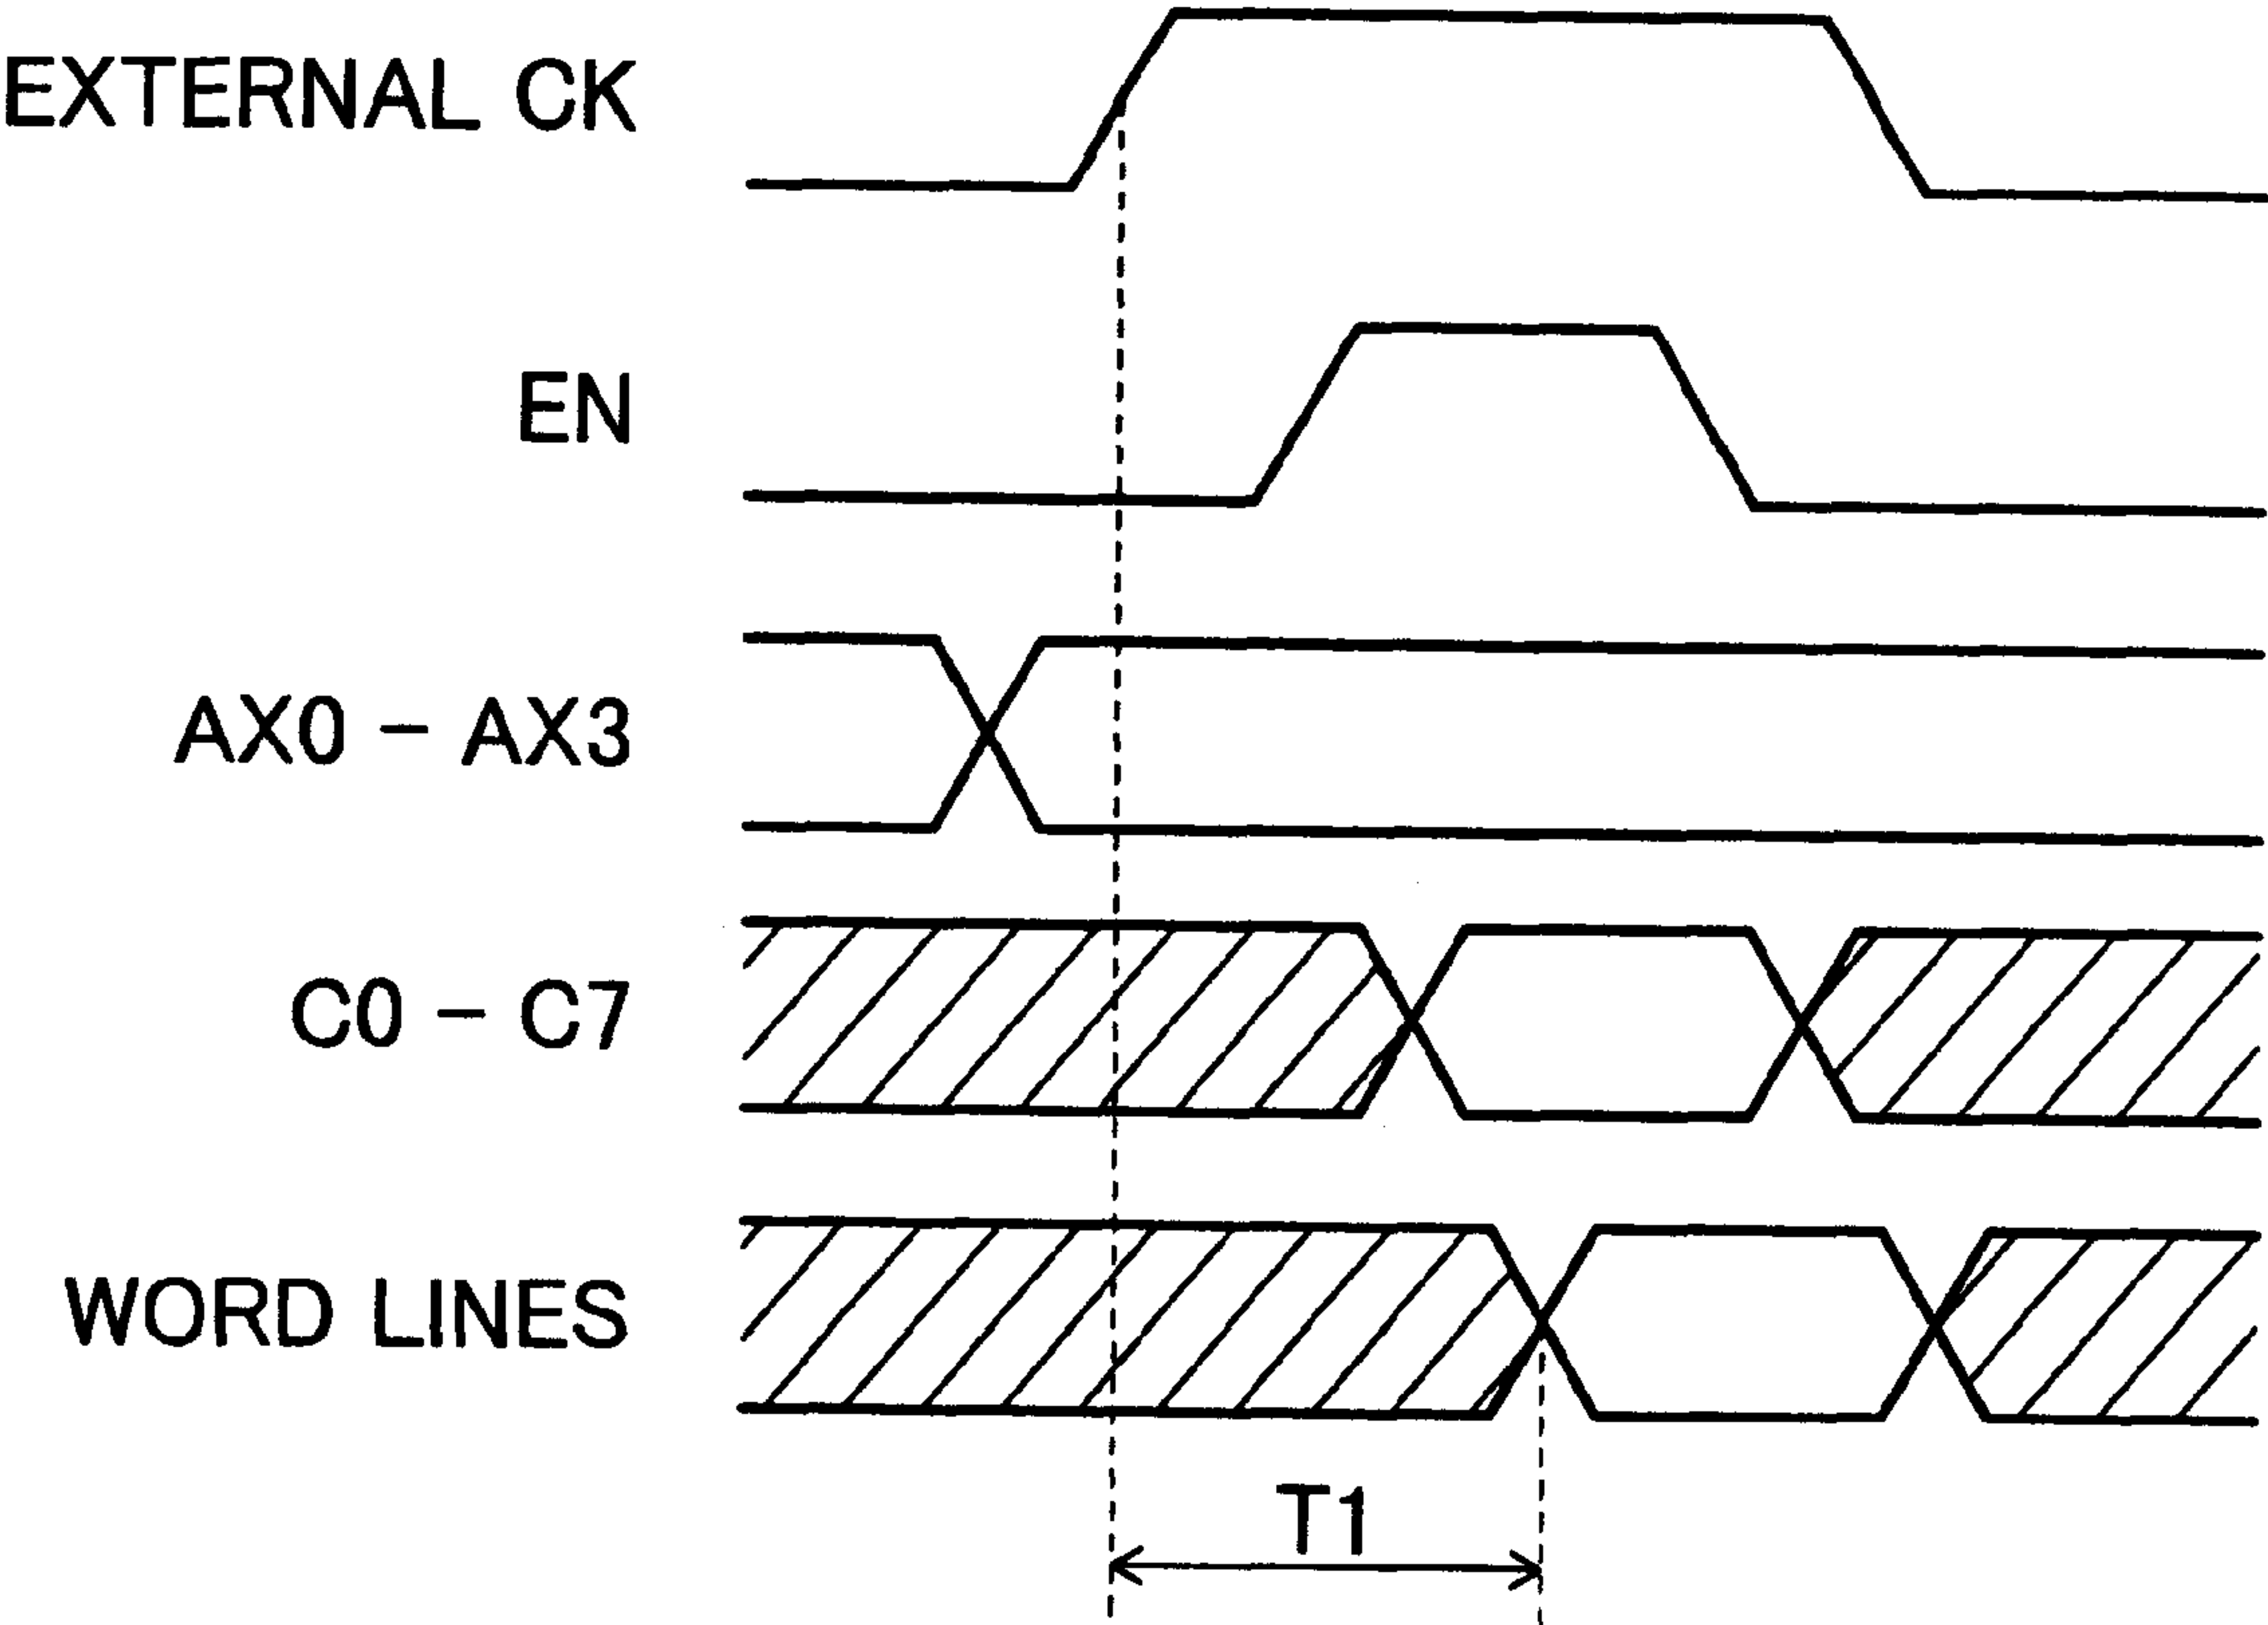 EXTERNAL CK
EN
AX0 – AX3
C0 – C7
WORD LINES
T1